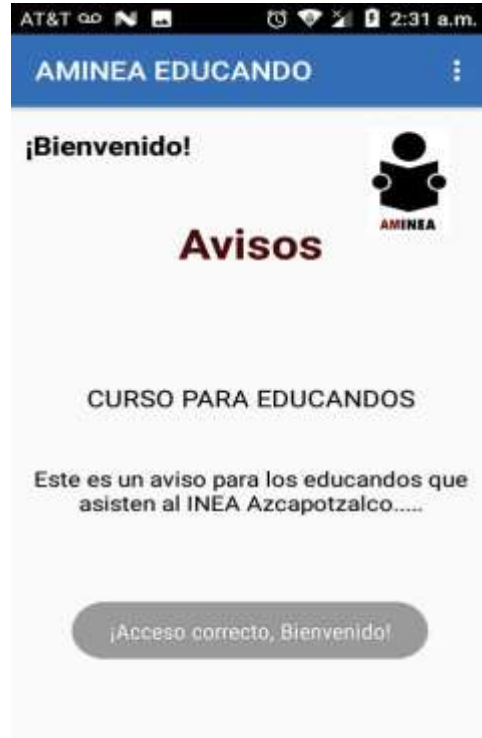 AT&T 2:31 a.m.
AMINEA EDUCANDO
¡Bienvenido!
AMINEA
Avisos
CURSO PARA EDUCANDOS
Este es un aviso para los educandos que
asisten al INEA Azcapotzalco.....
¡Acceso correcto, Bienvenido!